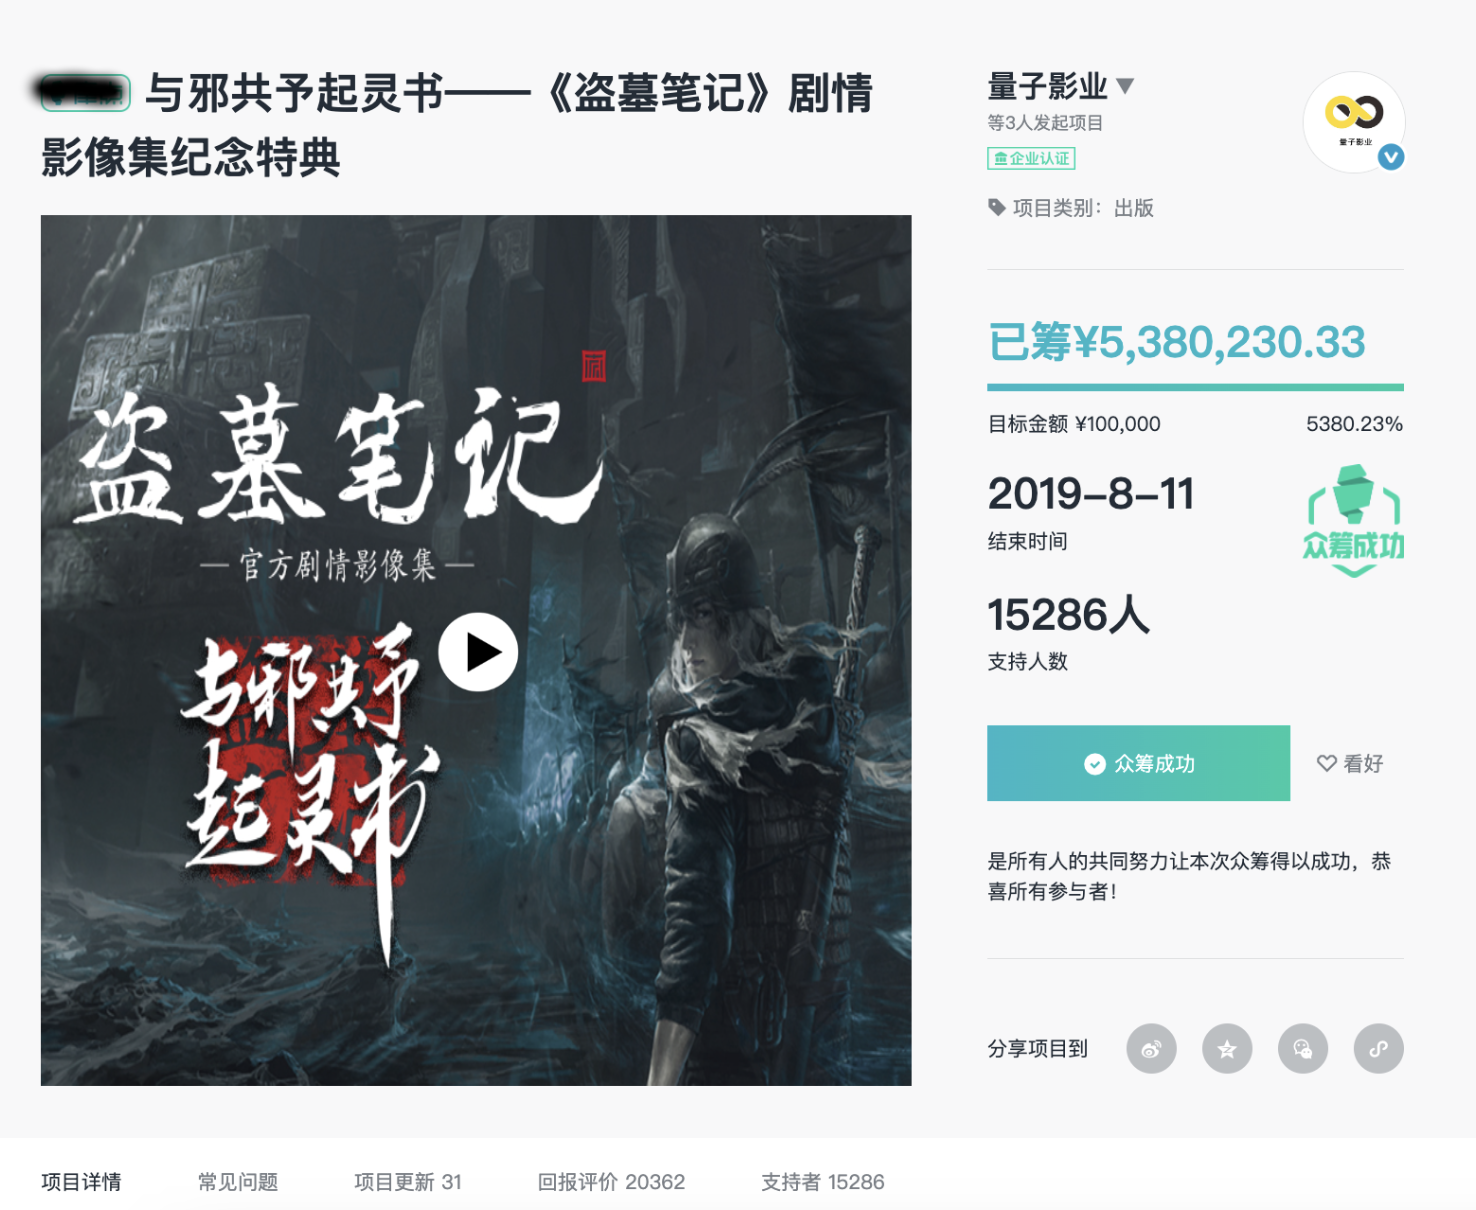 与邪共予起灵书——《盗墓笔记》剧情
影像集纪念特典
盗墓笔记
—官方剧情影像集—
与邪共予
起灵书
量子影业
等3人发起项目
企业认证
量子影业
项目类别：出版
已筹¥5,380,230.33
目标金额 ¥100,000
5380.23%
2019-8-11
结束时间
众筹成功
15286人
支持人数
众筹成功
看好
是所有人的共同努力让本次众筹得以成功，恭
喜所有参与者！
分享项目到
项目详情
常见问题
项目更新 31
回报评价 20362
支持者 15286